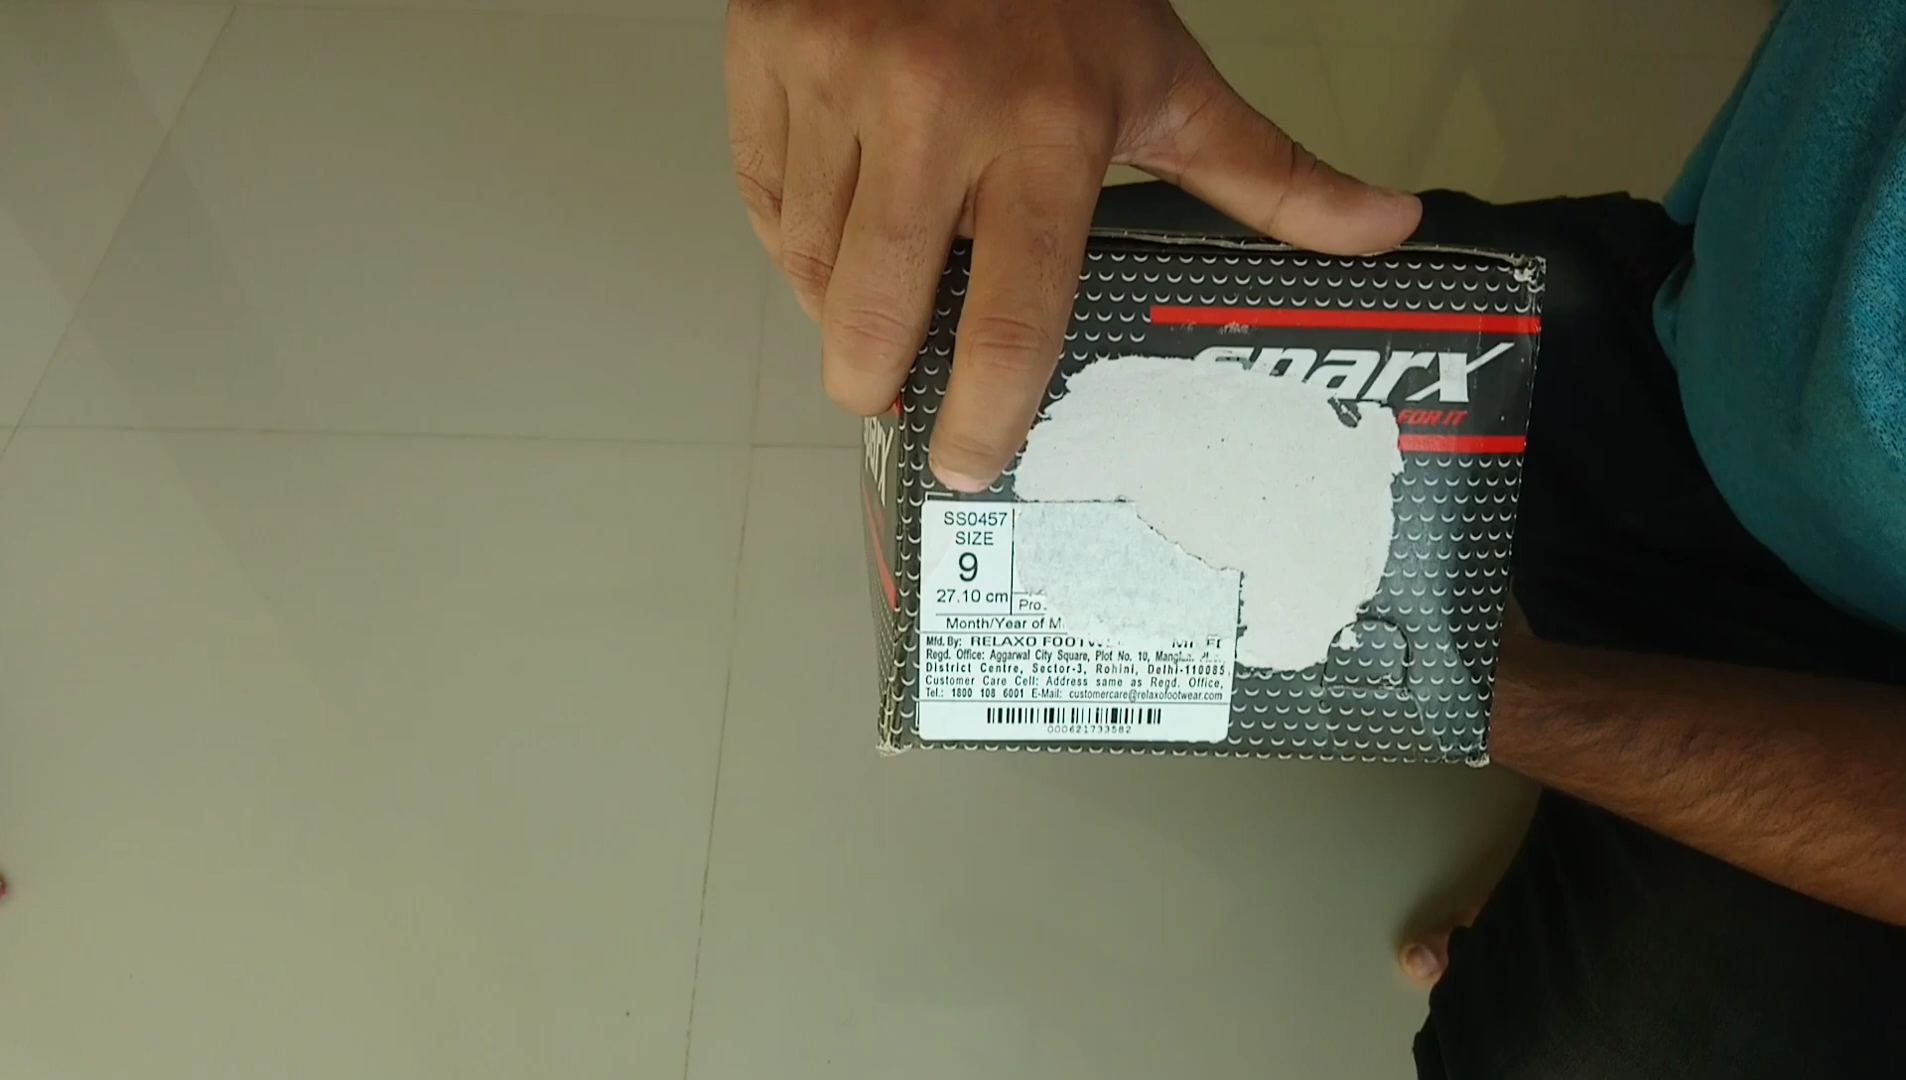 sparx
FOR IT
SS0457
SIZE
9
27.10 cm
Month/Year of
Mfd. By: RELAXO
Regd. Office: Aggarwal City Square, Plot No. 10,
District Centre, Sector-3, Rohini, Delhi-110085
Customer Care Cell: Address same as Regd. Office,
Tel.: 1800 108 6001 E-Mail: customercare@relaxofootwear.com
000621733582